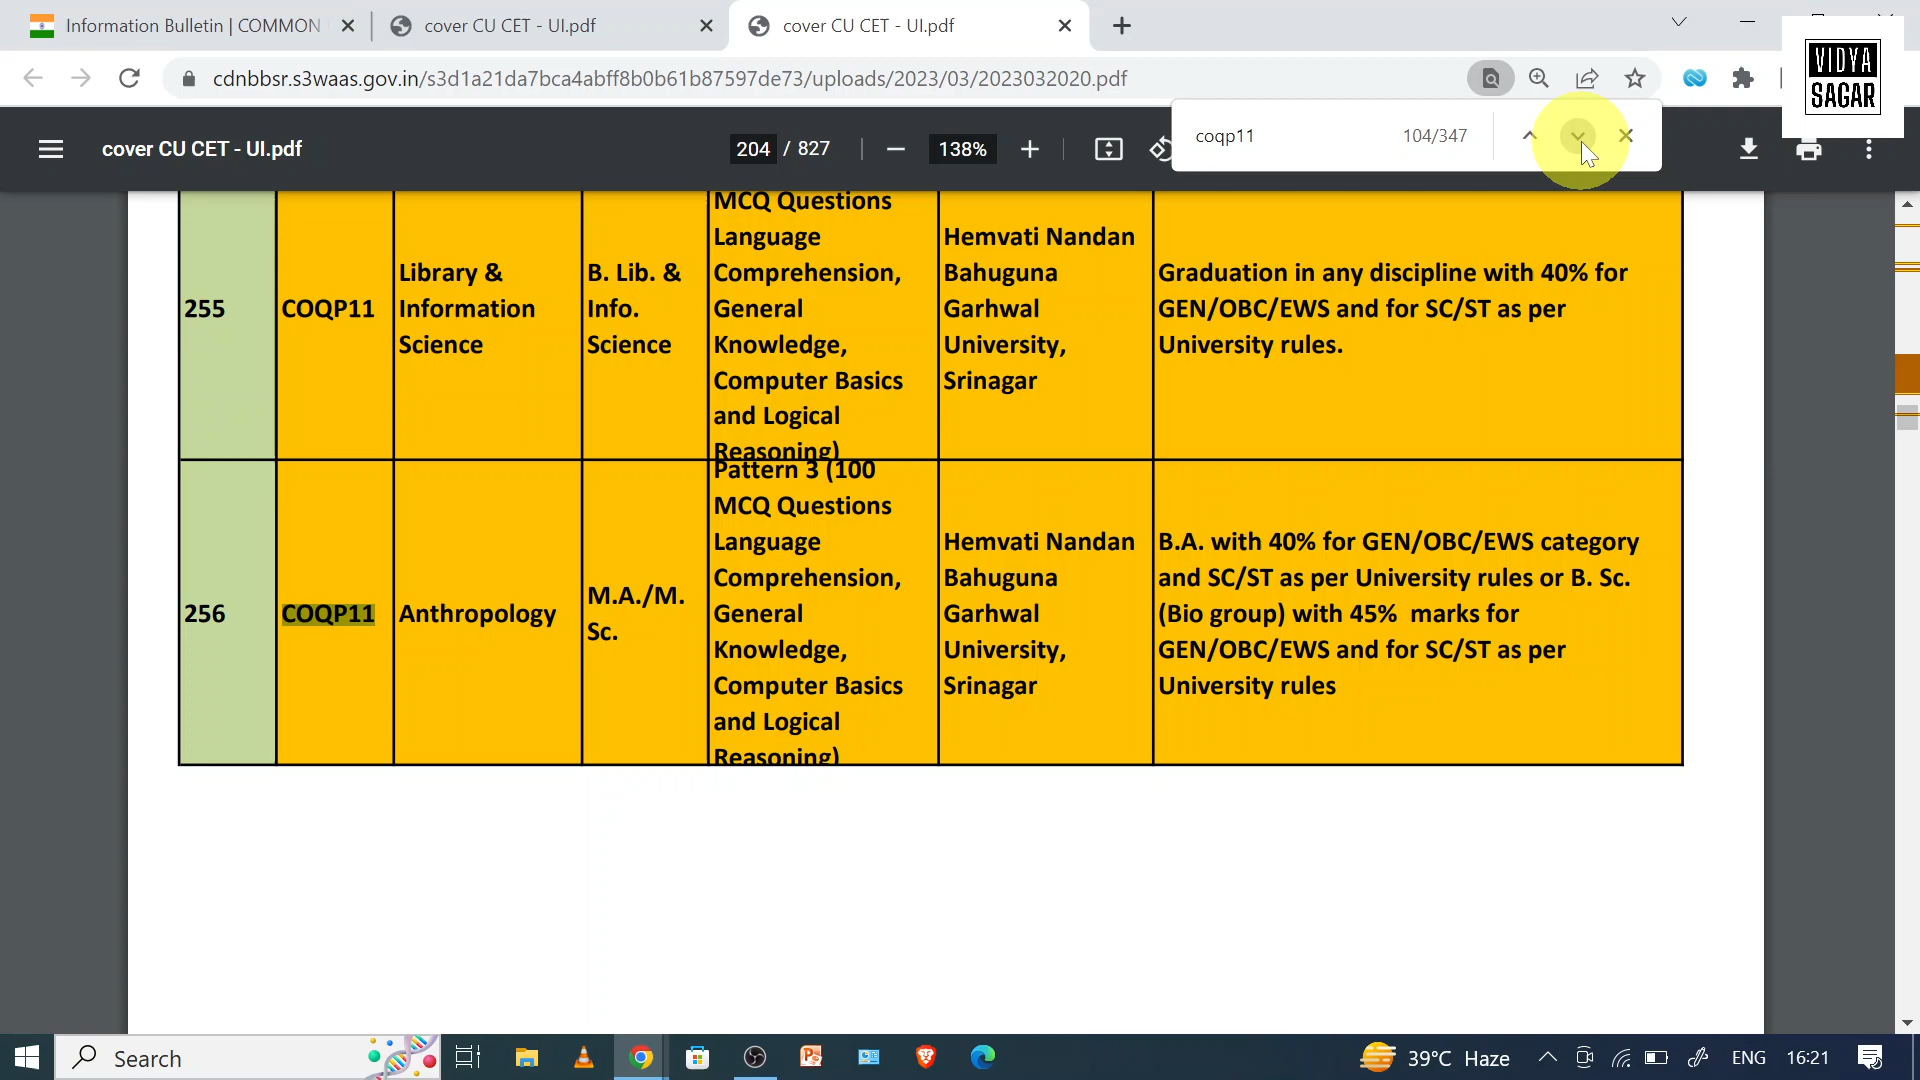 Information Bulletin | COMMON
cover CU CET - UI.pdf
cover CU CET - UI.pdf
cdnbbsr.s3waas.gov.in/s3d1a21da7bca4abff8b0b61b87597de73/uploads/2023/03/2023032020.pdf
VIDYA
SAGAR
cover CU CET - UI.pdf
204 / 827
138%
coqp11
104/347
255
COQP11
Library &
Information
Science
B. Lib. &
Info.
Science
MCQ Questions
Language
Comprehension,
General
Knowledge,
Computer Basics
and Logical
Reasoning)
Hemvati Nandan
Bahuguna
Garhwal
University,
Srinagar
Graduation in any discipline with 40% for
GEN/OBC/EWS and for SC/ST as per
University rules.
256
COQP11
Anthropology
M.A./M.
Sc.
Pattern 3 (100
MCQ Questions
Language
Comprehension,
General
Knowledge,
Computer Basics
and Logical
Reasoning)
Hemvati Nandan
Bahuguna
Garhwal
University,
Srinagar
B.A. with 40% for GEN/OBC/EWS category
and SC/ST as per University rules or B. Sc.
(Bio group) with 45% marks for
GEN/OBC/EWS and for SC/ST as per
University rules
Search
39°C Haze
ENG
16:21